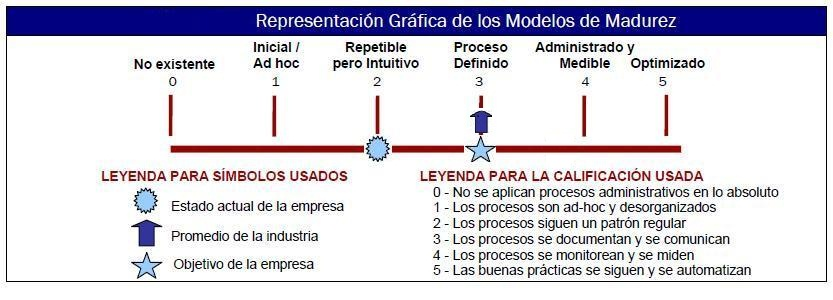 Representación Gráfica de los Modelos de Madurez
No existente
0
Inicial /
Ad hoc
1
Repetible
pero Intuitivo
2
Proceso
Definido
3
Administrado y
Medible
4
Optimizado
5
LEYENDA PARA SÍMBOLOS USADOS
Estado actual de la empresa
Promedio de la industria
Objetivo de la empresa
LEYENDA PARA LA CALIFICACIÓN USADA
0 - No se aplican procesos administrativos en lo absoluto
1 - Los procesos son ad-hoc y desorganizados
2 - Los procesos siguen un patrón regular
3 - Los procesos se documentan y se comunican
4 - Los procesos se monitorean y se miden
5 - Las buenas prácticas se siguen y se automatizan